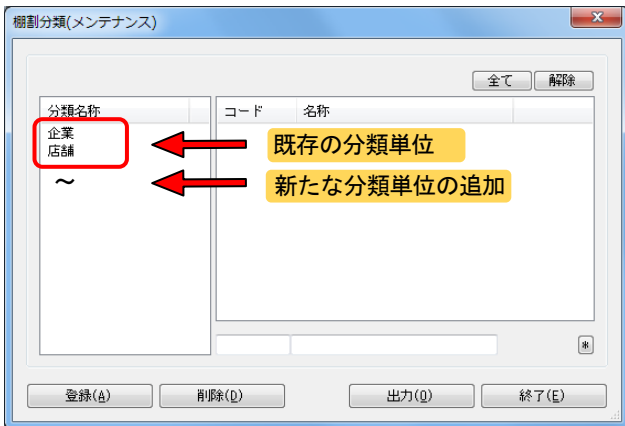 棚割分類(メンテナンス)
全て 解除
分類名称 コード 名称
企業
店舗
既存の分類単位
～
新たな分類単位の追加
*
登録(A) 削除(D) 出力(O) 終了(E)